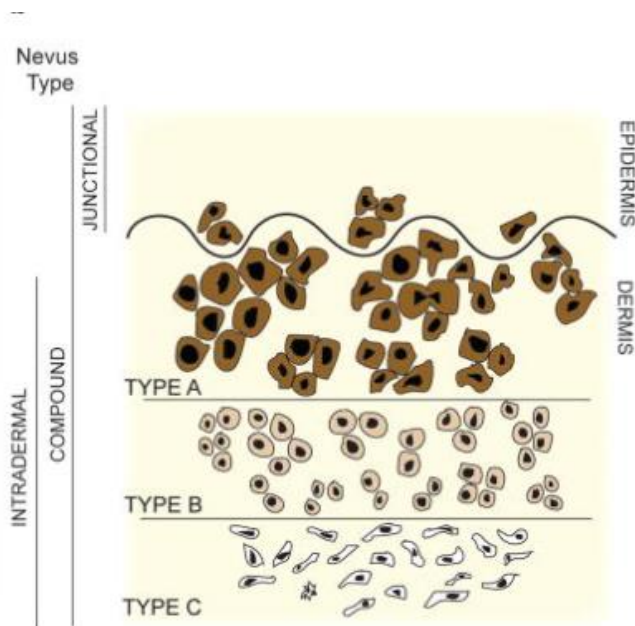 Nevus
Type
JUNCTIONAL
EPIDERMIS
DERMIS
COMPOUND
INTRADERMAL
TYPE A
TYPE B
TYPE C